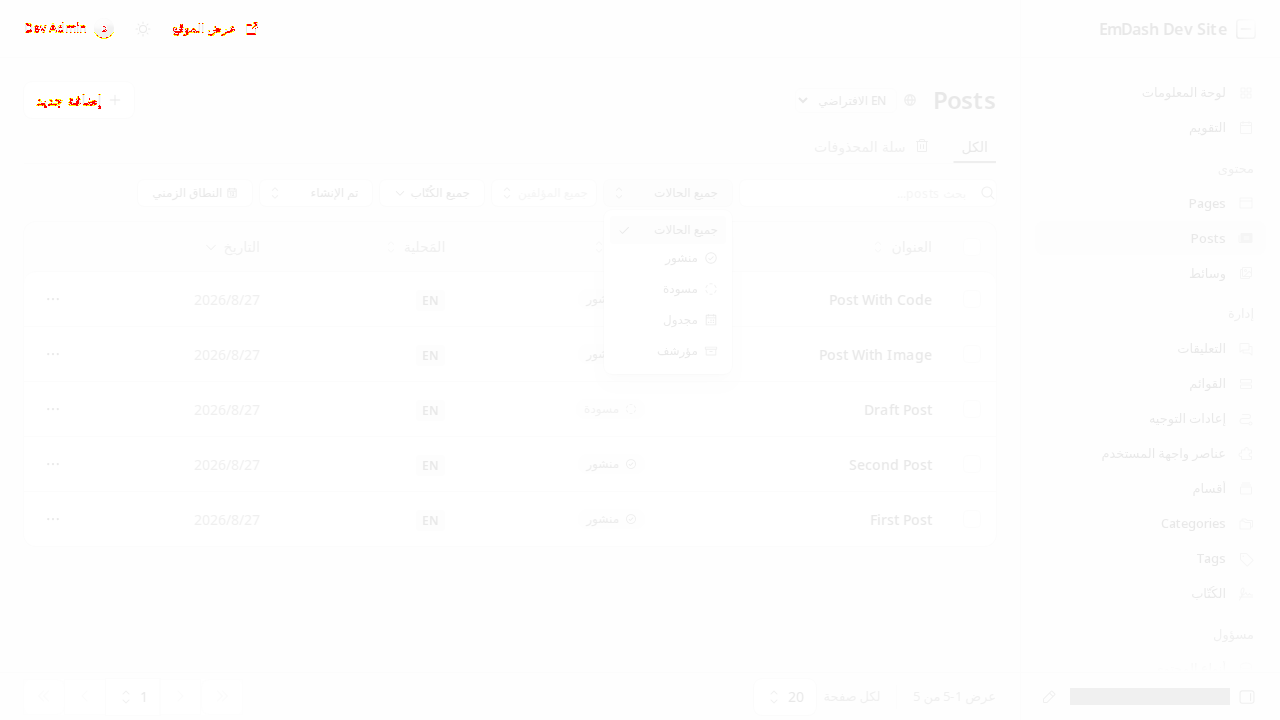 EmDash Dev Site
عرض الموقع
Dev Admin
لوحة المعلومات
التقويم
محتوى
Pages
Posts
وسائط
إدارة
التعليقات
القوائم
إعادات التوجيه
عناصر واجهة المستخدم
أقسام
Categories
Tags
الكتّاب
مسؤول
Posts
EN الافتراضي
إضافة جديد
الكل
سلة المحذوفات
بحث posts...
جميع الحالات
جميع المؤلفين
جميع الكتّاب
تم الإنشاء
النطاق الزمني
جميع الحالات
منشور
مسودة
مجدول
مؤرشف
العنوان
المحلية
التاريخ
Post With Code
EN
2026/8/27
Post With Image
EN
2026/8/27
Draft Post
مسودة
EN
2026/8/27
Second Post
منشور
EN
2026/8/27
First Post
منشور
EN
2026/8/27
عرض 1-5 من 5
لكل صفحة
20
1